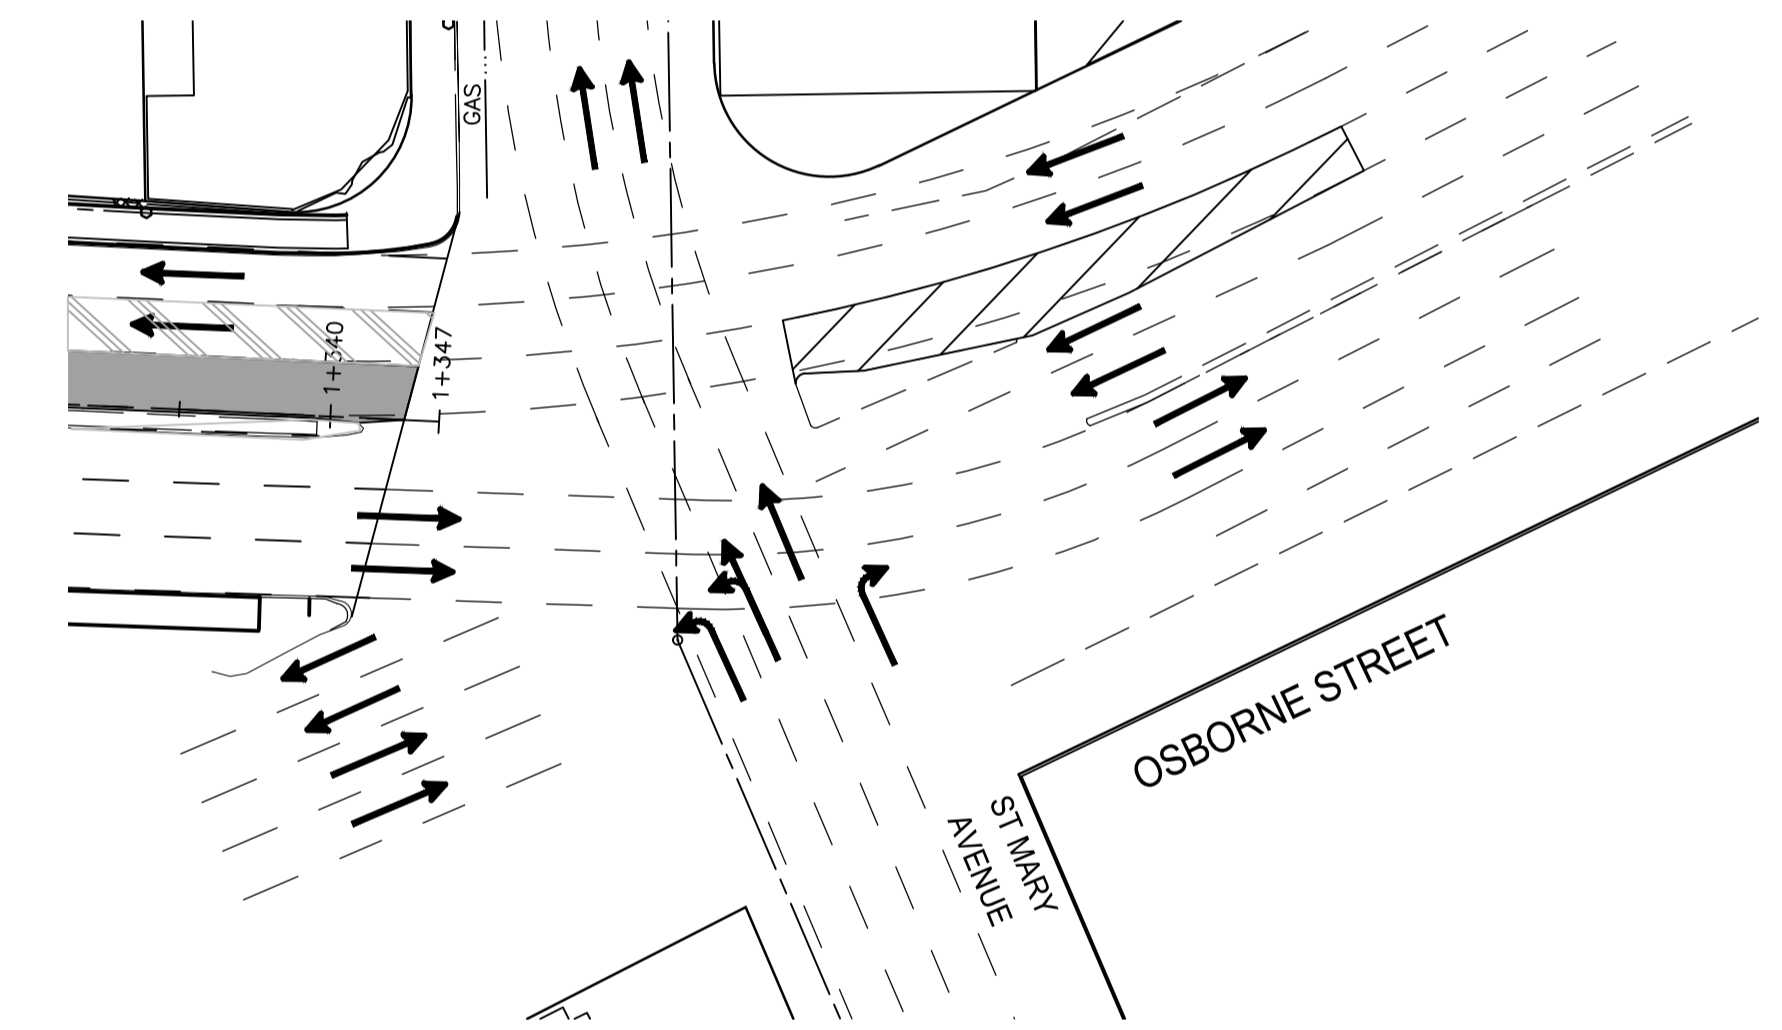 GAS
1+340
1+347
OSBORNE STREET
ST MARY
AVENUE